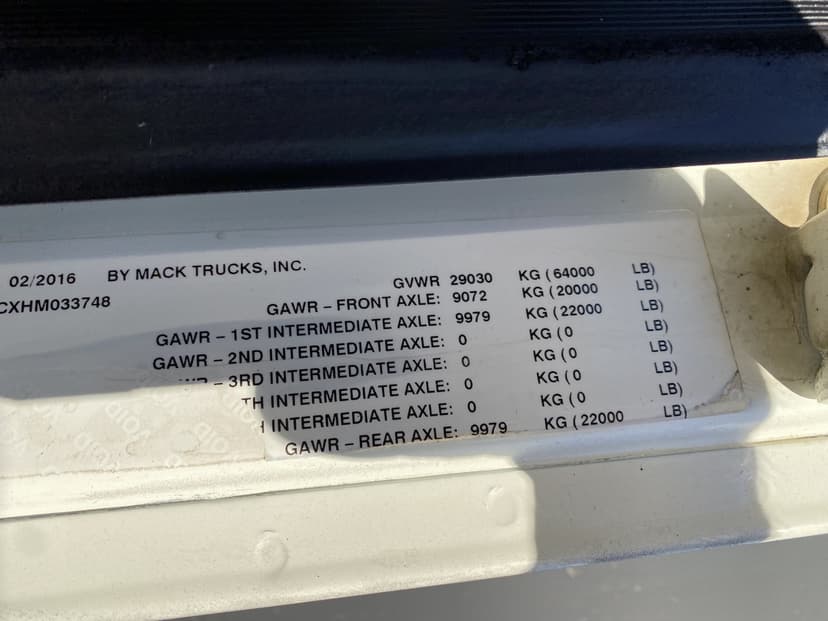 02/2016 BY MACK TRUCKS, INC.
CXHM033748
GVWR 29030 KG ( 64000 LB)
GAWR – FRONT AXLE: 9072 KG ( 20000 LB)
GAWR – 1ST INTERMEDIATE AXLE: 9979 KG ( 22000 LB)
GAWR – 2ND INTERMEDIATE AXLE: 0 KG ( 0 LB)
– 3RD INTERMEDIATE AXLE: 0 KG ( 0 LB)
TH INTERMEDIATE AXLE: 0 KG ( 0 LB)
H INTERMEDIATE AXLE: 0 KG ( 0 LB)
GAWR – REAR AXLE: 9979 KG ( 22000 LB)